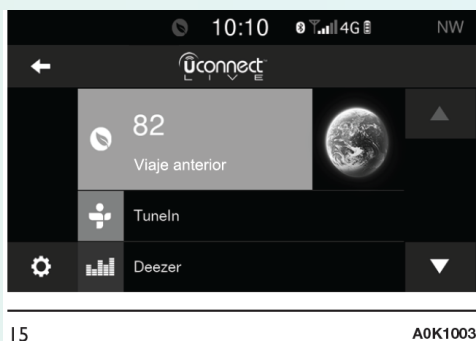 10:10 4G NW
uconnect
LIVE
82
Viaje anterior
TuneIn
Deezer
15 A0K1003